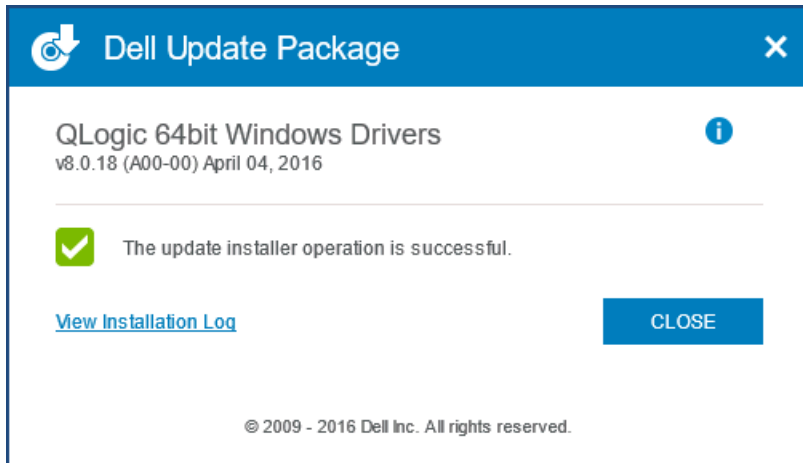 Dell Update Package
QLogic 64bit Windows Drivers
v8.0.18 (A00-00) April 04, 2016
The update installer operation is successful.
View Installation Log
CLOSE
© 2009 - 2016 Dell Inc. All rights reserved.